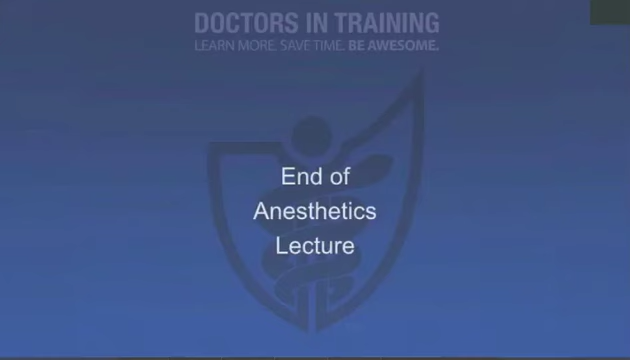 DOCTORS IN TRAINING
LEARN MORE. SAVE TIME. BE AWESOME.
End of
Anesthetics
Lecture